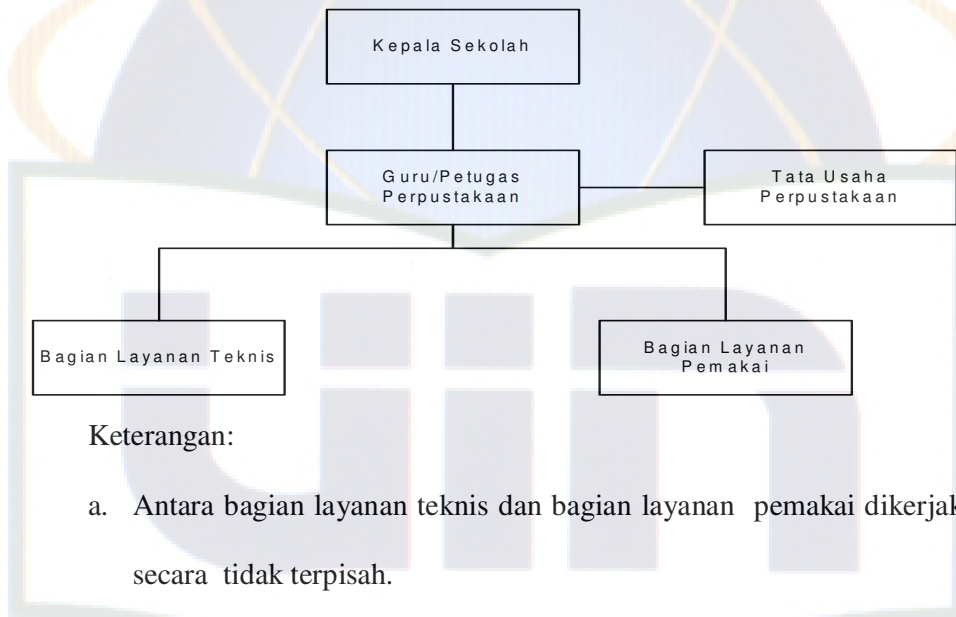 Kepala Sekolah
Guru/Petugas
Perpustakaan
Tata Usaha
Perpustakaan
Bagian Layanan Teknis
Bagian Layanan
Pemakai
Keterangan:
a. Antara bagian layanan teknis dan bagian layanan pemakai
secara tidak terpisah.
uin